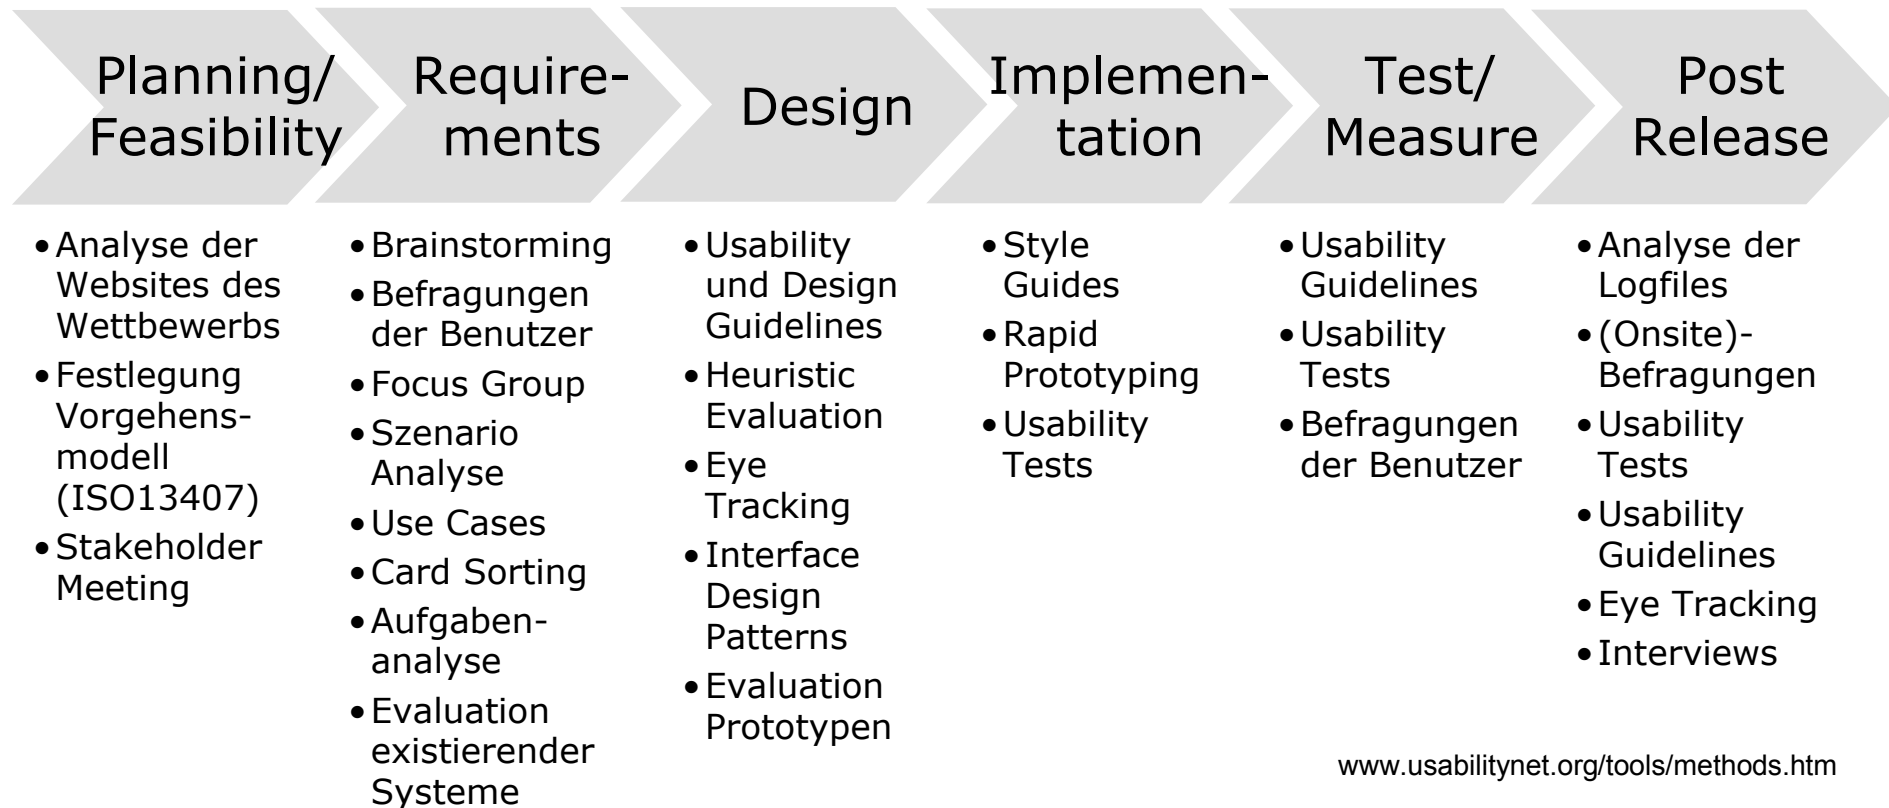 Planning/
Feasibility
Require-
ments
Design
Implemen-
tation
Test/
Measure
Post
Release
•Analyse der
Websites des
Wettbewerbs
•Festlegung
Vorgehens-
modell
(ISO13407)
•Stakeholder
Meeting
•Brainstorming
•Befragungen
der Benutzer
•Focus Group
•Szenario
Analyse
•Use Cases
•Card Sorting
•Aufgaben-
analyse
•Evaluation
existierender
Systeme
•Usability
und Design
Guidelines
•Heuristic
Evaluation
•Eye
Tracking
•Interface
Design
Patterns
•Evaluation
Prototypen
•Style
Guides
•Rapid
Prototyping
•Usability
Tests
•Usability
Guidelines
•Usability
Tests
•Befragungen
der Benutzer
•Analyse der
Logfiles
•(Onsite)-
Befragungen
•Usability
Tests
•Usability
Guidelines
•Eye Tracking
•Interviews
www.usabilitynet.org/tools/methods.htm